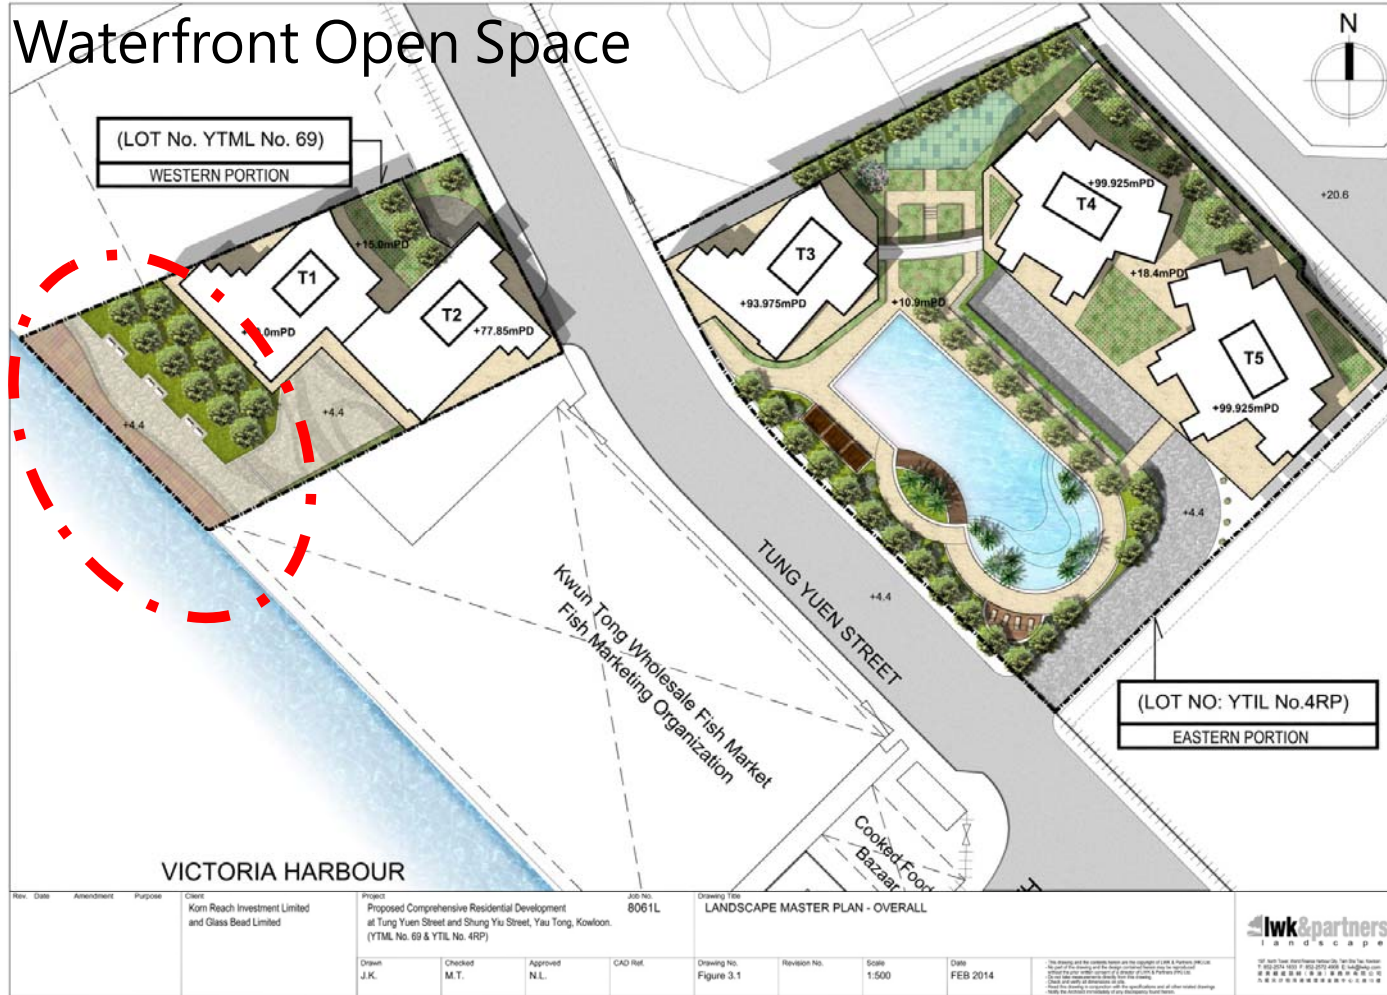 Waterfront Open Space
N
(LOT No. YTML No. 69)
WESTERN PORTION
+99.925mPD
T4
+20.6
+15.0mPD
T3
T1
+18.4mPD
+93.975mPD
+10.9mPD
T2
+77.85mPD
T5
+99.925mPD
+4.4
+4.4
+4.4
+4.4
TUNG YUEN STREET
Kwun Tong Wholesale Fish Market
Fish Marketing Organization
(LOT NO: YTIL No.4RP)
EASTERN PORTION
Cooked Food
Bazaar
VICTORIA HARBOUR
Rev. Date Amendment Purpose
Client
Korn Reach Investment Limited
and Glass Bead Limited
Project
Proposed Comprehensive Residential Development
at Tung Yuen Street and Shung Yiu Street, Yau Tong, Kowloon.
(YTML No. 69 & YTIL No. 4RP)
Job No.
8061L
Drawing Title
LANDSCAPE MASTER PLAN - OVERALL
Drawn
J.K.
Checked
M.T.
Approved
N.L.
CAD Ref.
Drawing No.
Figure 3.1
Revision No.
Scale
1:500
Date
FEB 2014
lwk&partners
landscape